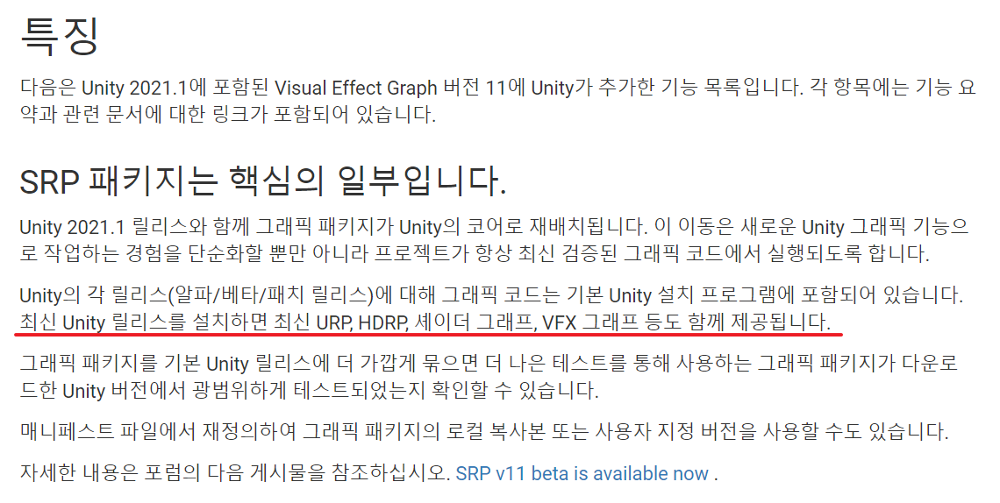 특징
다음은 Unity 2021.1에 포함된 Visual Effect Graph 버전 11에 Unity가 추가한 기능 목록입니다. 각 항목에는 기능 요
약과 관련 문서에 대한 링크가 포함되어 있습니다.
SRP 패키지는 핵심의 일부입니다.
Unity 2021.1 릴리스와 함께 그래픽 패키지가 Unity의 코어로 재배치됩니다. 이 이동은 새로운 Unity 그래픽 기능으
로 작업하는 경험을 단순화할 뿐만 아니라 프로젝트가 항상 최신 검증된 그래픽 코드에서 실행되도록 합니다.
Unity의 각 릴리스(알파/베타/패치 릴리스)에 대해 그래픽 코드는 기본 Unity 설치 프로그램에 포함되어 있습니다.
최신 Unity 릴리스를 설치하면 최신 URP, HDRP, 셰이더 그래프, VFX 그래프 등도 함께 제공됩니다.
그래픽 패키지를 기본 Unity 릴리스에 더 가깝게 묶으면 더 나은 테스트를 통해 사용하는 그래픽 패키지가 다운로
드한 Unity 버전에서 광범위하게 테스트되었는지 확인할 수 있습니다.
매니페스트 파일에서 재정의하여 그래픽 패키지의 로컬 복사본 또는 사용자 지정 버전을 사용할 수도 있습니다.
자세한 내용은 포럼의 다음 게시물을 참조하십시오. SRP v11 beta is available now .